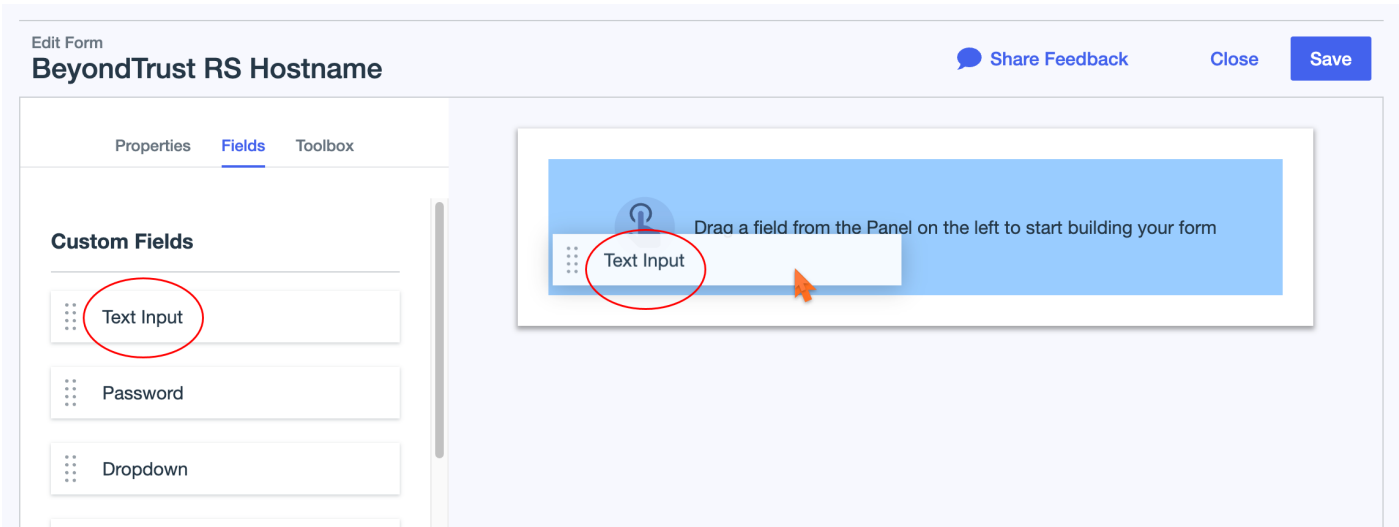 Edit Form
BeyondTrust RS Hostname
Share Feedback
Close
Save
Properties
Fields
Toolbox
Custom Fields
Text Input
Password
Dropdown
Drag a field from the Panel on the left to start building your form
Text Input